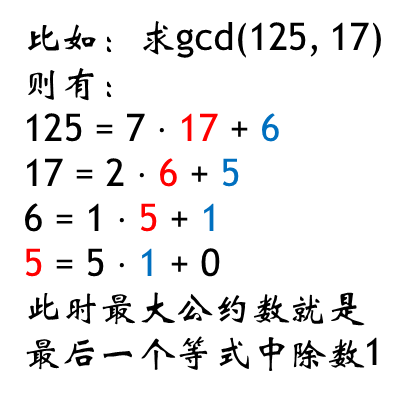 比如：求gcd(125, 17)
则有：
125 = 7 · 17 + 6
17 = 2 · 6 + 5
6 = 1 · 5 + 1
5 = 5 · 1 + 0
此时最大公约数就是
最后一个等式中除数1